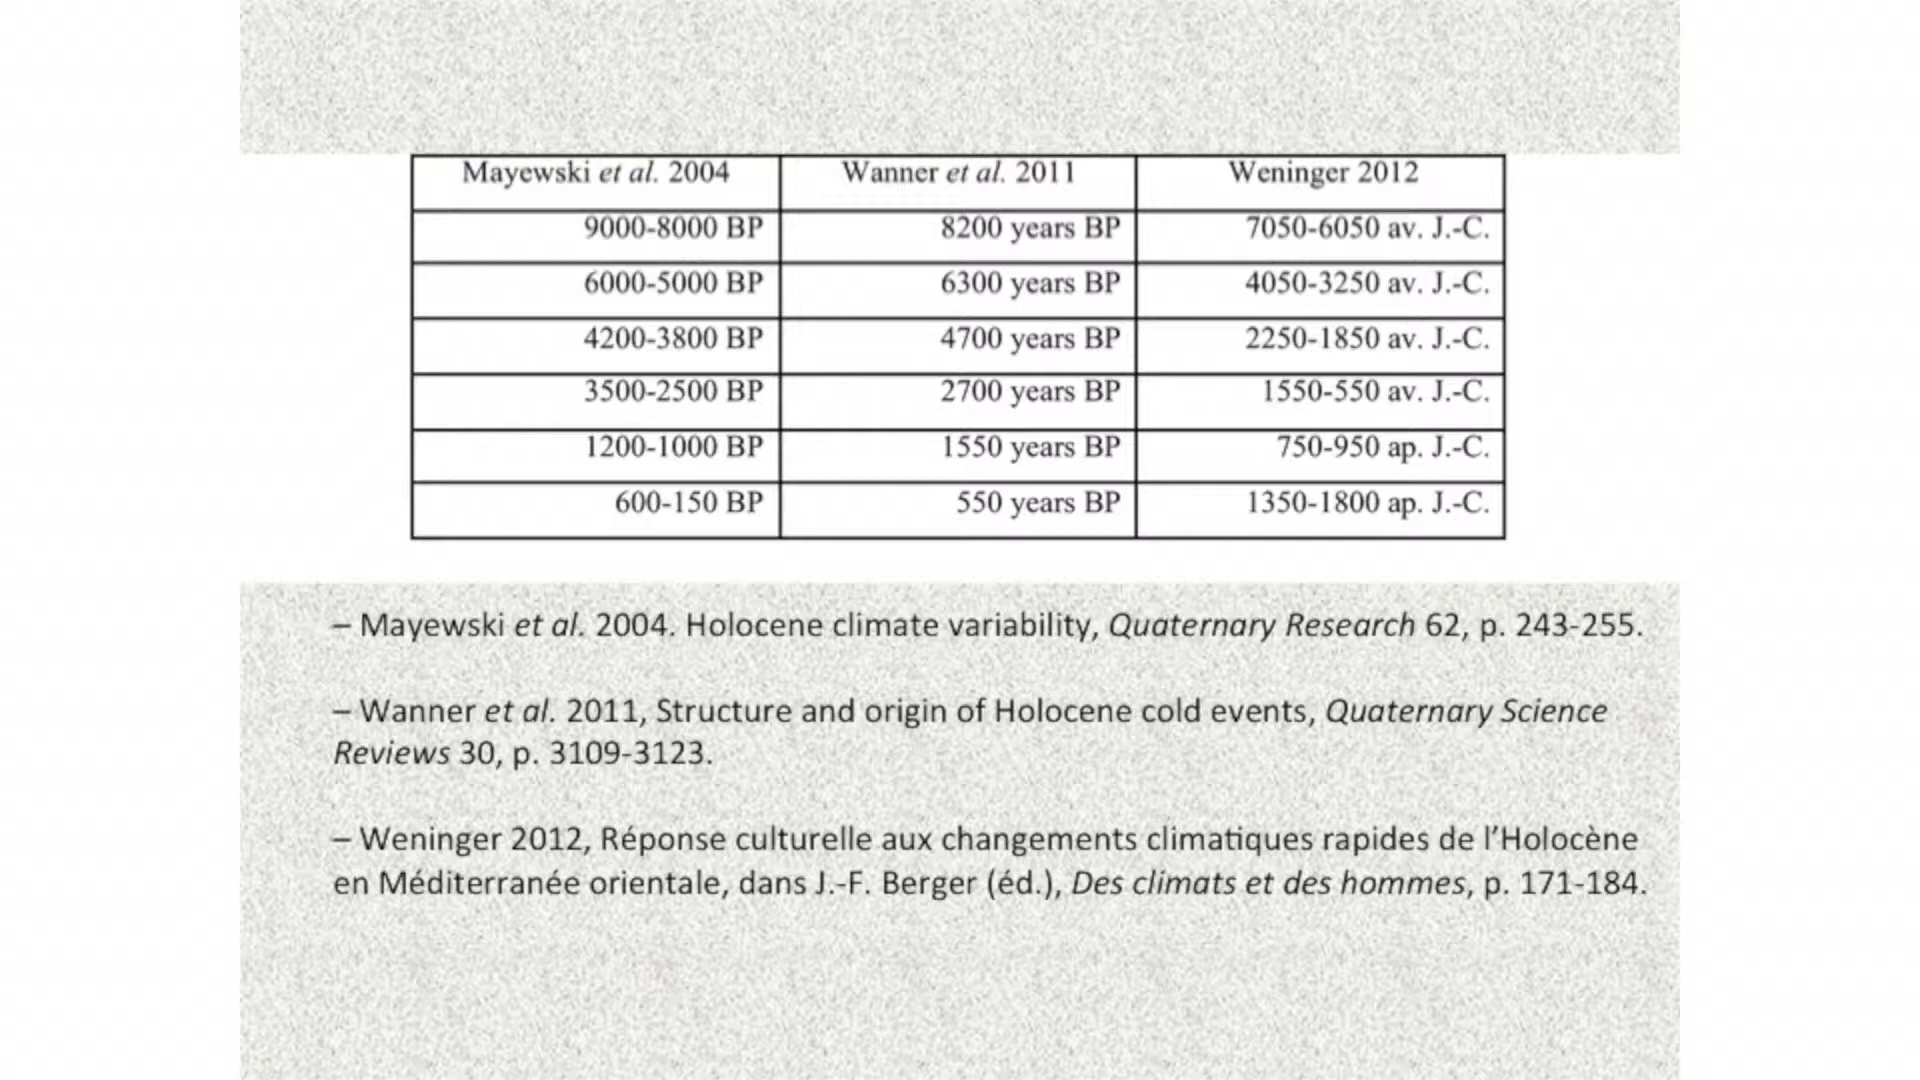 Mayewski et al. 2004 Wanner et al. 2011 Weninger 2012
9000-8000 BP 8200 years BP 7050-6050 av. J.-C.
6000-5000 BP 6300 years BP 4050-3250 av. J.-C.
4200-3800 BP 4700 years BP 2250-1850 av. J.-C.
3500-2500 BP 2700 years BP 1550-550 av. J.-C.
1200-1000 BP 1550 years BP 750-950 ap. J.-C.
600-150 BP 550 years BP 1350-1800 ap. J.-C.
– Mayewski et al. 2004. Holocene climate variability, Quaternary Research 62, p. 243-255.
– Wanner et al. 2011, Structure and origin of Holocene cold events, Quaternary Science
Reviews 30, p. 3109-3123.
– Weninger 2012, Réponse culturelle aux changements climatiques rapides de l’Holocène
en Méditerranée orientale, dans J.-F. Berger (éd.), Des climats et des hommes, p. 171-184.